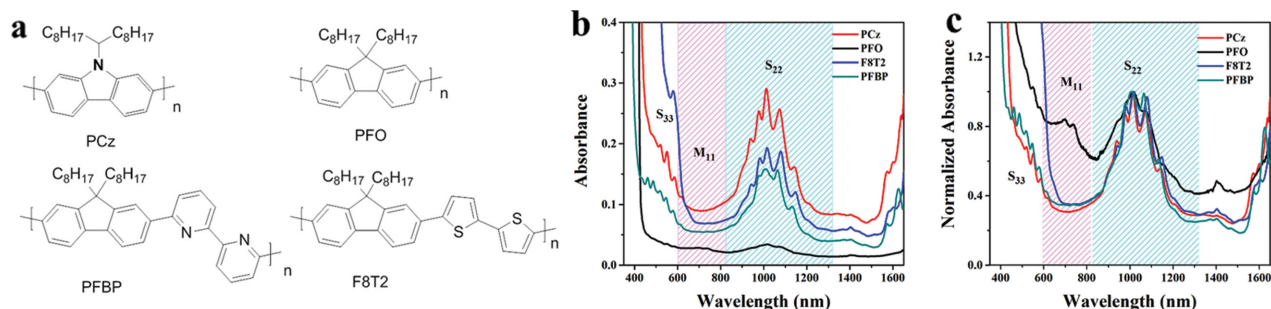 a
C8H17 C8H17
N
n
PCz
C8H17 C8H17
n
PFO
C8H17 C8H17
N N
n
PFBP
C8H17 C8H17
S S
n
F8T2
b
0.4
0.3
0.2
0.1
0.0
Absorbance
S33
M11
S22
PCz
PFO
F8T2
PFBP
400 600 800 1000 1200 1400 1600
Wavelength (nm)
c
1.2
0.8
0.4
0.0
Normalized Absorbance
S33
M11
S22
PCz
PFO
F8T2
PFBP
400 600 800 1000 1200 1400 1600
Wavelength (nm)